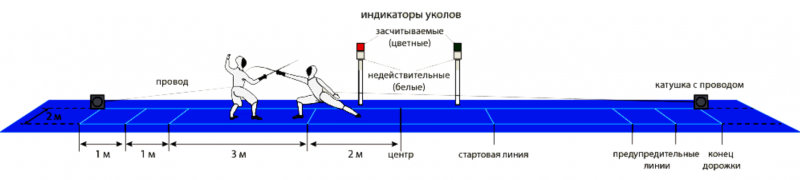 индикаторы уколов
засчитываемые
(цветные)
провод
недействительные
(белые)
катушка с проводом
2 м
1 м
1 м
3 м
2 м
центр
стартовая линия
предупредительные
линии
конец
дорожки